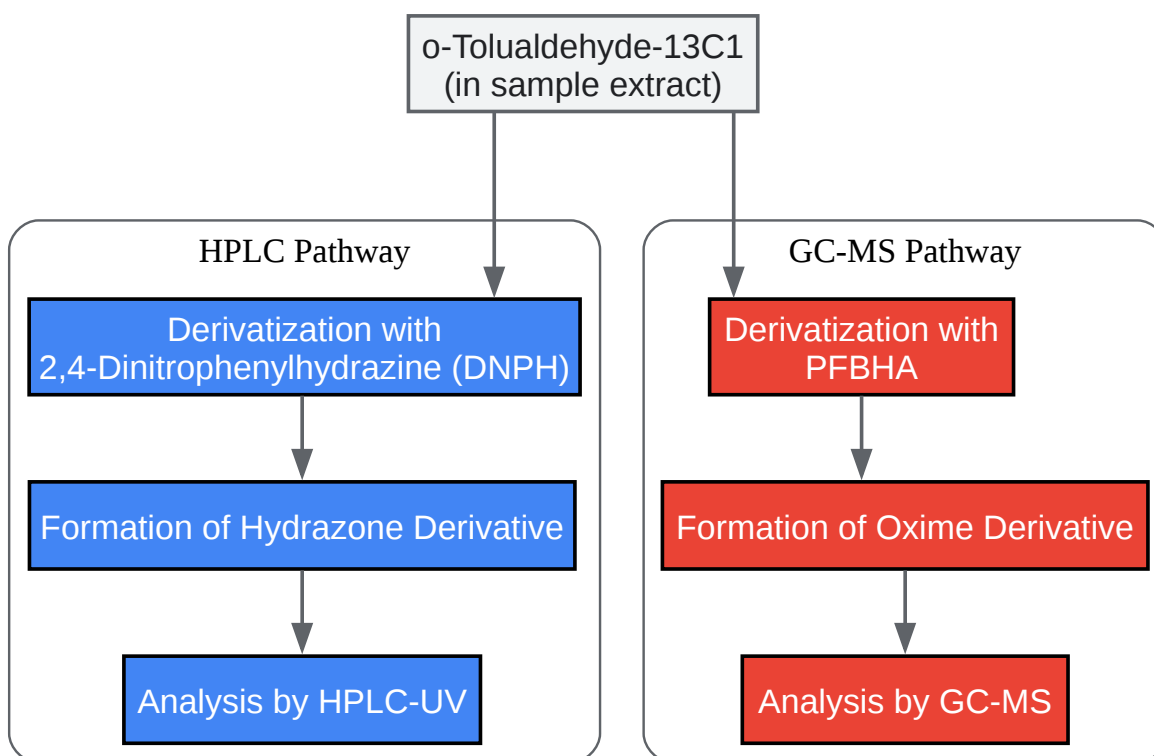 o-Tolualdehyde-13C1
(in sample extract)
HPLC Pathway
Derivatization with
2,4-Dinitrophenylhydrazine (DNPH)
Formation of Hydrazone Derivative
Analysis by HPLC-UV
GC-MS Pathway
Derivatization with
PFBHA
Formation of Oxime Derivative
Analysis by GC-MS